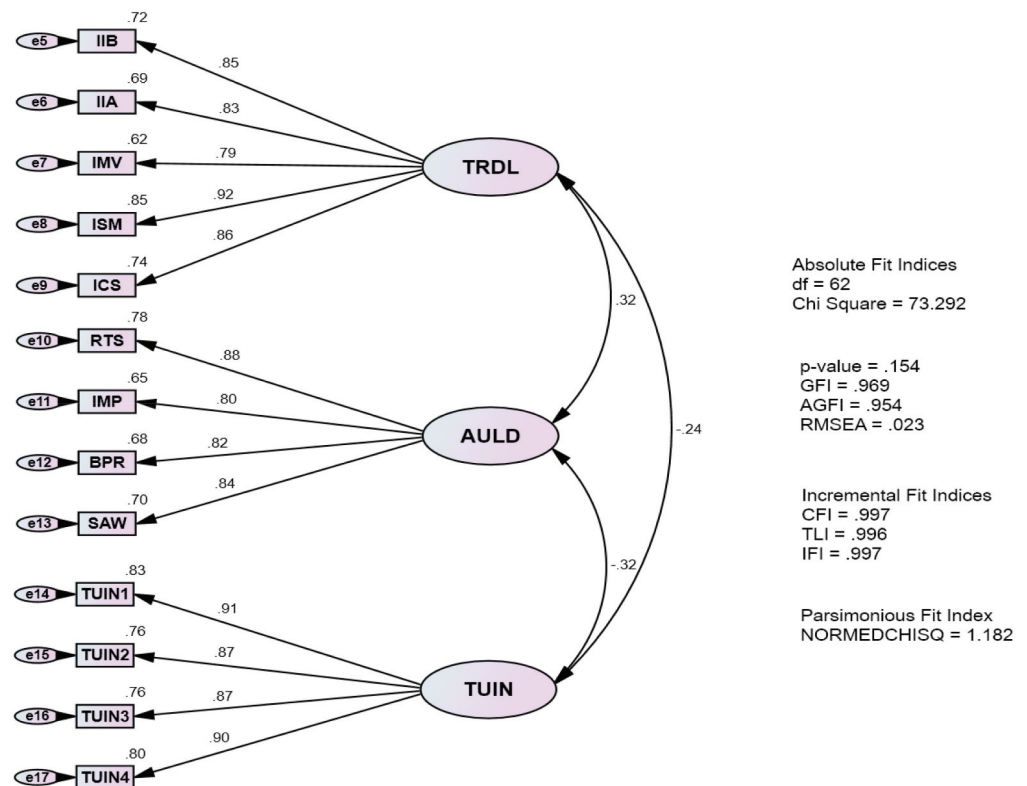 .72
e5 IIB
.85
.69
e6 IIA
.83
.62
e7 IMV
.79
.85
e8 ISM
.92
.74
e9 ICS
.86
TRDL
.78
e10 RTS
.88
.65
e11 IMP
.80
.68
e12 BPR
.82
.70
e13 SAW
.84
AULD
.83
e14 TUIN1
.91
.76
e15 TUIN2
.87
.76
e16 TUIN3
.87
.80
e17 TUIN4
.90
TUIN
.32
-.24
-.32
Absolute Fit Indices
df = 62
Chi Square = 73.292
p-value = .154
GFI = .969
AGFI = .954
RMSEA = .023
Incremental Fit Indices
CFI = .997
TLI = .996
IFI = .997
Parsimonious Fit Index
NORMEDCHISQ = 1.182